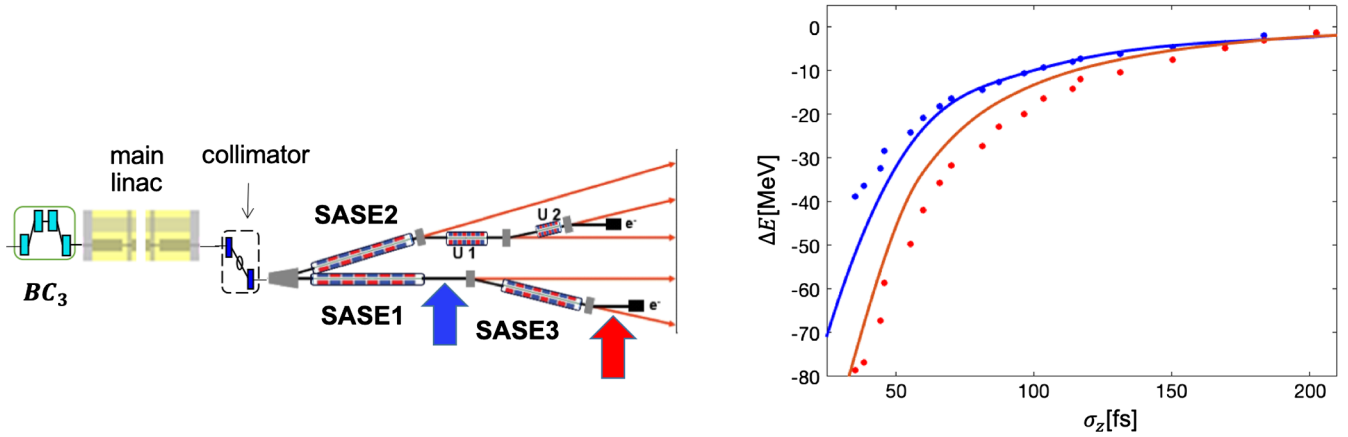 main
linac
collimator
BC3
SASE2
U 1
U 2
e-
SASE1
SASE3
e-
ΔE[MeV]
0
-10
-20
-30
-40
-50
-60
-70
-80
50
100
150
200
σz[fs]